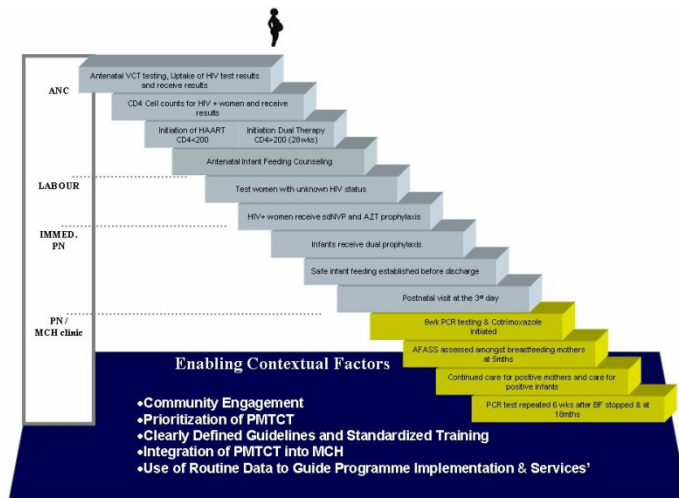 ANC
Antenatal VCT testing, Uptake of HIV test results
and receive results
CD4 Cell counts for HIV + women and receive
results
Initiation of HAART
CD4<200
Initiation Dual Therapy
CD4>200 (28wks)
Antenatal Infant Feeding Counseling
LABOUR
Test women with unknown HIV status
HIV+ women receive sdNVP and AZT prophylaxis
IMMED.
PN
Infants receive dual prophylaxis
Safe infant feeding established before discharge
Postnatal visit at the 3rd day
PN /
MCH clinic
6wk PCR testing & Cotrimoxazole
initiated
AFASS assessed amongst breastfeeding mothers
at 5mths
Continued care for positive mothers and care for
positive infants
PCR test repeated 6 wks after BF stopped & at
18mths
Enabling Contextual Factors
•Community Engagement
•Prioritization of PMTCT
•Clearly Defined Guidelines and Standardized Training
•Integration of PMTCT into MCH
•Use of Routine Data to Guide Programme Implementation & Services’